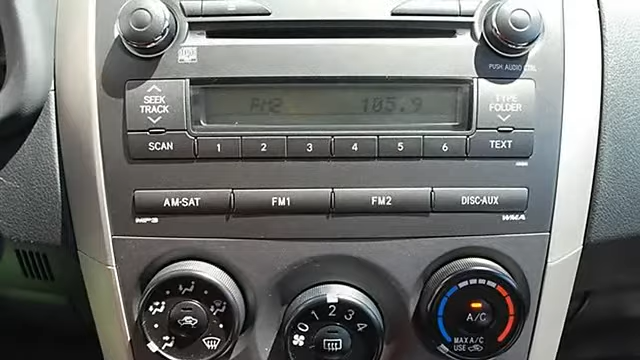 PUSH AUDIO CTRL
SEEK TRACK
FM2 105.9
TYPE FOLDER
SCAN 1 2 3 4 5 6 TEXT
AM-SAT FM1 FM2 DISC-AUX
MP3 WMA
0 1 2 3 4
A/C
MAX A/C
USE